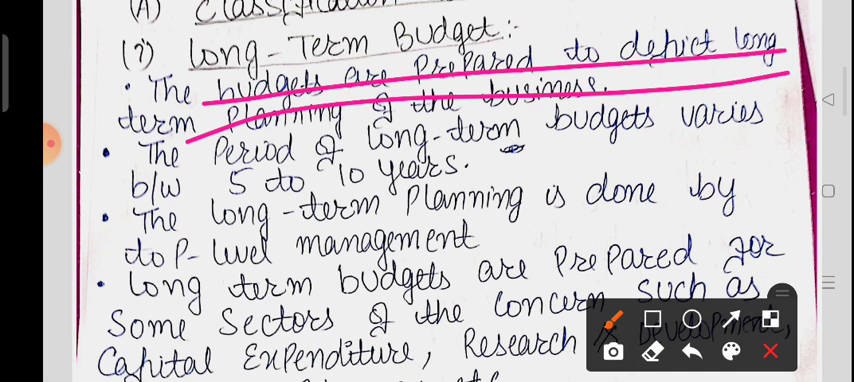 (A) Classification
(i) Long-Term Budget:-
• The budgets are prepared to depict long
term planning of the business.
• The Period of long-term budgets varies
b/w 5 to 10 years.
• The long-term planning is done by
top-level management
• Long term budgets are prepared for
some sectors of the concern such as
Capital Expenditure, Research & Development,